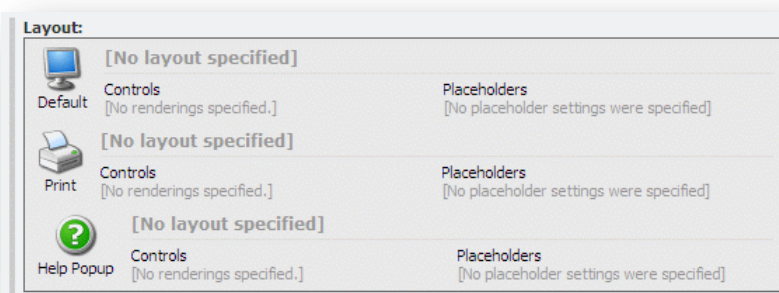 Layout:
[No layout specified]
Controls Placeholders
Default [No renderings specified.] [No placeholder settings were specified]
[No layout specified]
Controls Placeholders
Print [No renderings specified.] [No placeholder settings were specified]
[No layout specified]
Controls Placeholders
Help Popup [No renderings specified.] [No placeholder settings were specified]